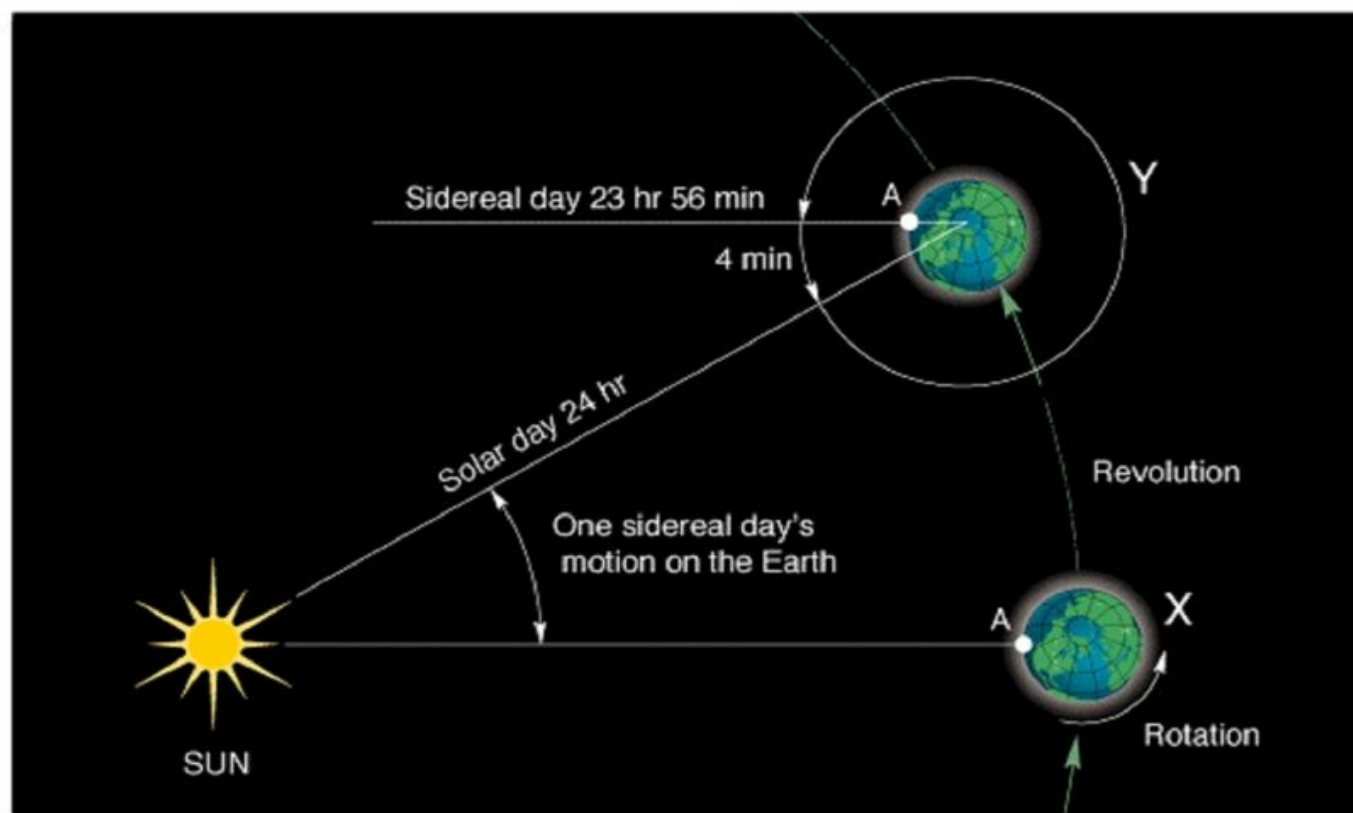 Y
A
Sidereal day 23 hr 56 min
4 min
Solar day 24 hr
Revolution
One sidereal day's
motion on the Earth
A
X
Rotation
SUN